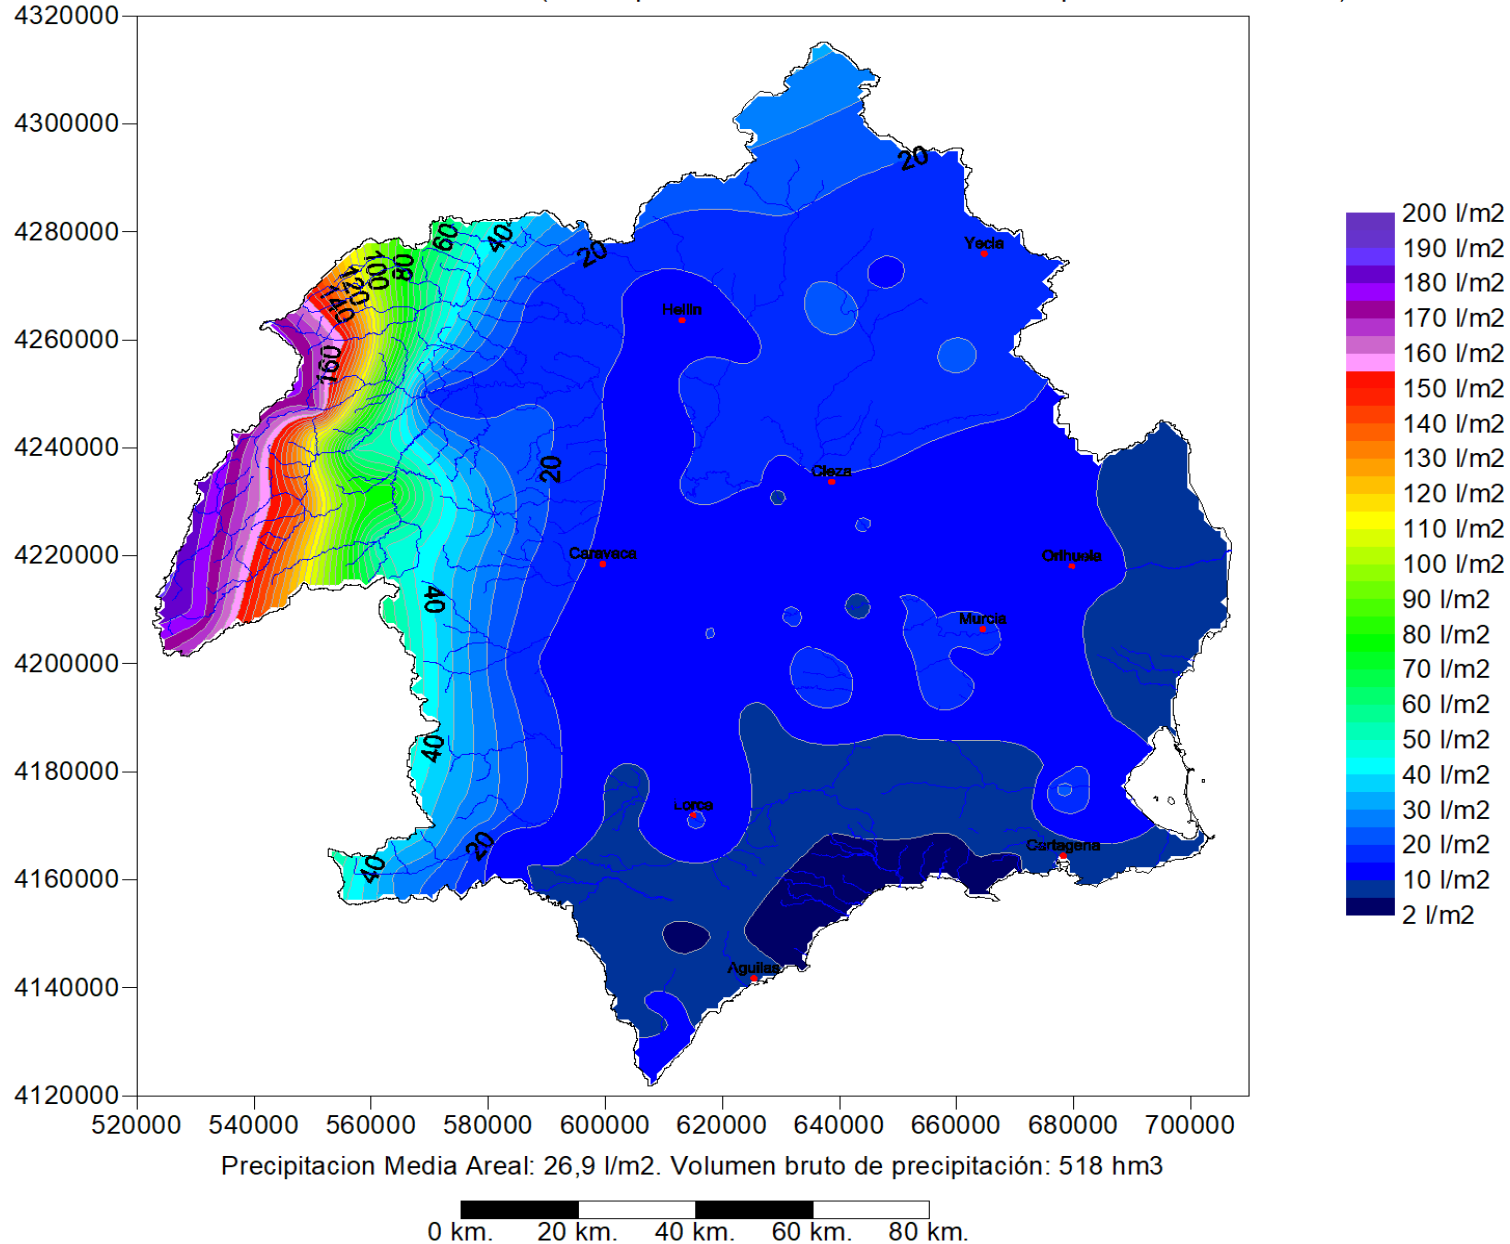 4320000
4300000
4280000
4260000
4240000
4220000
4200000
4180000
4160000
4140000
4120000
520000 540000 560000 580000 600000 620000 640000 660000 680000 700000
20
60
40
20
80
100
120
140
160
20
40
40
40
20
Yecla
Hellin
Cieza
Caravaca
Orihuela
Murcia
Lorca
Cartagena
Aguilas
200 l/m2
190 l/m2
180 l/m2
170 l/m2
160 l/m2
150 l/m2
140 l/m2
130 l/m2
120 l/m2
110 l/m2
100 l/m2
90 l/m2
80 l/m2
70 l/m2
60 l/m2
50 l/m2
40 l/m2
30 l/m2
20 l/m2
10 l/m2
2 l/m2
Precipitacion Media Areal: 26,9 l/m2. Volumen bruto de precipitación: 518 hm3
0 km. 20 km. 40 km. 60 km. 80 km.